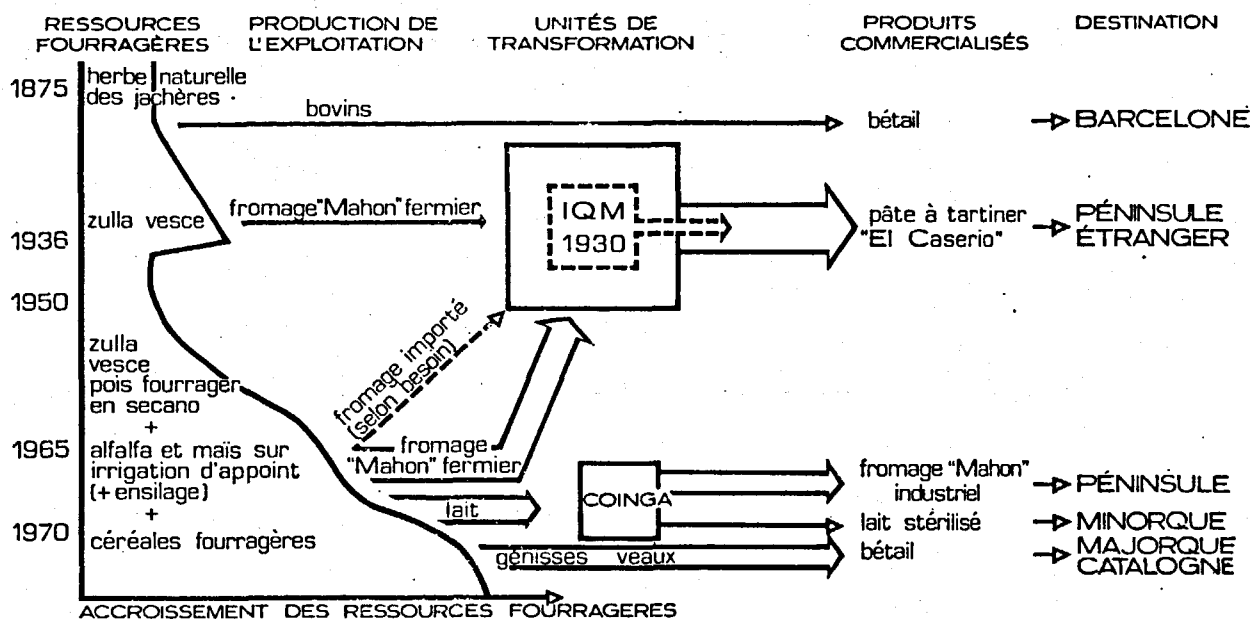 RESSOURCES FOURRAGÈRES
PRODUCTION DE L'EXPLOITATION
UNITÉS DE TRANSFORMATION
PRODUITS COMMERCIALISÉS
DESTINATION
1875
herbe naturelle
des jachères
bovins
bétail
BARCELONE
1936
zulla vesce
fromage "Mahon" fermier
IQM
1930
pâte à tartiner
"El Caserio"
PÉNINSULE
ÉTRANGER
1950
zulla
vesce
pois fourrager
en secano
+
fromage importé
(selon besoin)
1965
alfalfa et maïs sur
irrigation d'appoint
(+ ensilage)
+
fromage
"Mahon" fermier
lait
COINGA
fromage "Mahon"
industriel
PÉNINSULE
1970
céréales fourragères
lait stérilisé
MINORQUE
génisses veaux
bétail
MAJORQUE
CATALOGNE
ACCROISSEMENT DES RESSOURCES FOURRAGERES